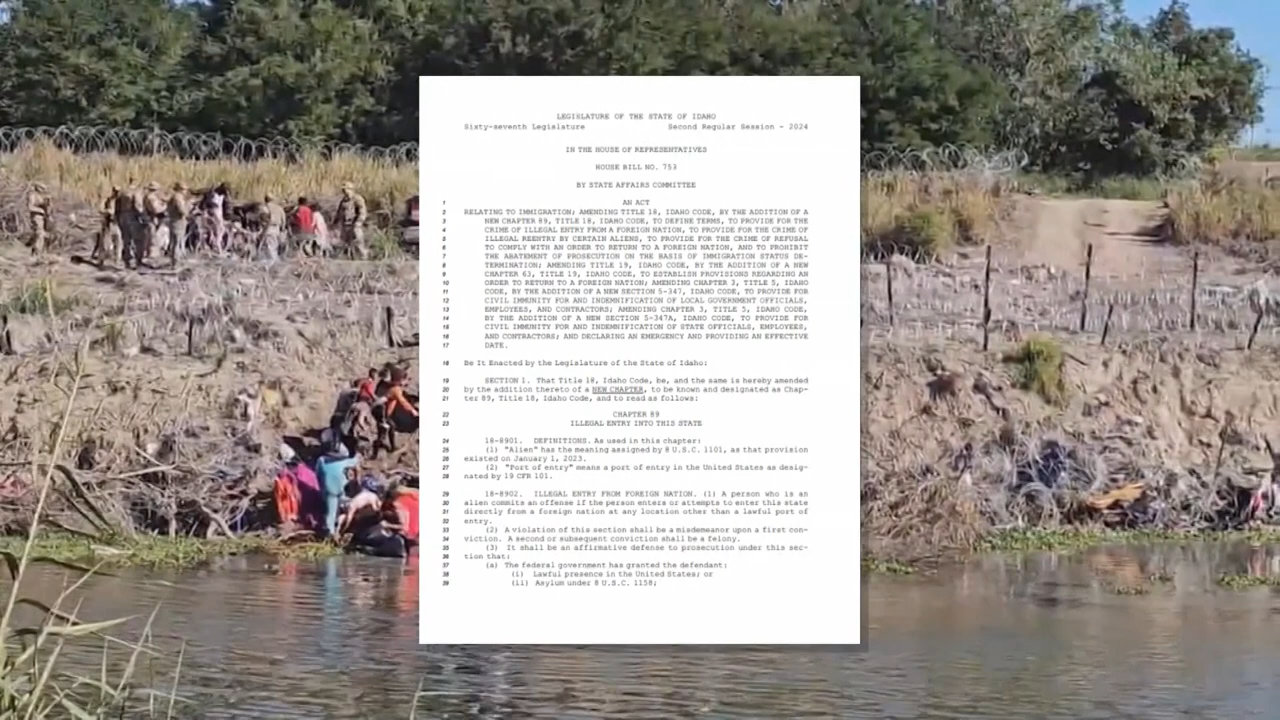 LEGISLATURE OF THE STATE OF IDAHO
Sixty-seventh Legislature Second Regular Session - 2024
IN THE HOUSE OF REPRESENTATIVES
HOUSE BILL NO. 753
BY STATE AFFAIRS COMMITTEE
1 AN ACT
2 RELATING TO IMMIGRATION; AMENDING TITLE 18, IDAHO CODE, BY THE ADDITION OF A
3 NEW CHAPTER 89, TITLE 18, IDAHO CODE, TO DEFINE TERMS, TO PROVIDE FOR THE
4 CRIME OF ILLEGAL ENTRY FROM A FOREIGN NATION, TO PROVIDE FOR THE CRIME OF
5 ILLEGAL REENTRY BY CERTAIN ALIENS, TO PROVIDE FOR THE CRIME OF REFUSAL
6 TO COMPLY WITH AN ORDER TO RETURN TO A FOREIGN NATION, AND TO PROHIBIT
7 THE ABATEMENT OF PROSECUTION ON THE BASIS OF IMMIGRATION STATUS DE-
8 TERMINATION; AMENDING TITLE 19, IDAHO CODE, BY THE ADDITION OF A NEW
9 CHAPTER 63, TITLE 19, IDAHO CODE, TO ESTABLISH PROVISIONS REGARDING AN
10 ORDER TO RETURN TO A FOREIGN NATION; AMENDING CHAPTER 3, TITLE 5, IDAHO
11 CODE, BY THE ADDITION OF A NEW SECTION 5-347, IDAHO CODE, TO PROVIDE FOR
12 CIVIL IMMUNITY FOR AND INDEMNIFICATION OF LOCAL GOVERNMENT OFFICIALS,
13 EMPLOYEES, AND CONTRACTORS; AMENDING CHAPTER 3, TITLE 5, IDAHO CODE,
14 BY THE ADDITION OF A NEW SECTION 5-347A, IDAHO CODE, TO PROVIDE FOR
15 CIVIL IMMUNITY FOR AND INDEMNIFICATION OF STATE OFFICIALS, EMPLOYEES,
16 AND CONTRACTORS; AND DECLARING AN EMERGENCY AND PROVIDING AN EFFECTIVE
17 DATE.
18 Be It Enacted by the Legislature of the State of Idaho:
19 SECTION 1. That Title 18, Idaho Code, be, and the same is hereby amended
20 by the addition thereto of a NEW CHAPTER, to be known and designated as Chap-
21 ter 89, Title 18, Idaho Code, and to read as follows:
22 CHAPTER 89
23 ILLEGAL ENTRY INTO THIS STATE
24 18-8901. DEFINITIONS. As used in this chapter:
25 (1) "Alien" has the meaning assigned by 8 U.S.C. 1101, as that provision
26 existed on January 1, 2023.
27 (2) "Port of entry" means a port of entry in the United States as desig-
28 nated by 19 CFR 101.
29 18-8902. ILLEGAL ENTRY FROM FOREIGN NATION. (1) A person who is an
30 alien commits an offense if the person enters or attempts to enter this state
31 directly from a foreign nation at any location other than a lawful port of
32 entry.
33 (2) A violation of this section shall be a misdemeanor upon a first con-
34 viction. A second or subsequent conviction shall be a felony.
35 (3) It shall be an affirmative defense to prosecution under this sec-
36 tion that:
37 (a) The federal government has granted the defendant:
38 (i) Lawful presence in the United States; or
39 (ii) Asylum under 8 U.S.C. 1158;